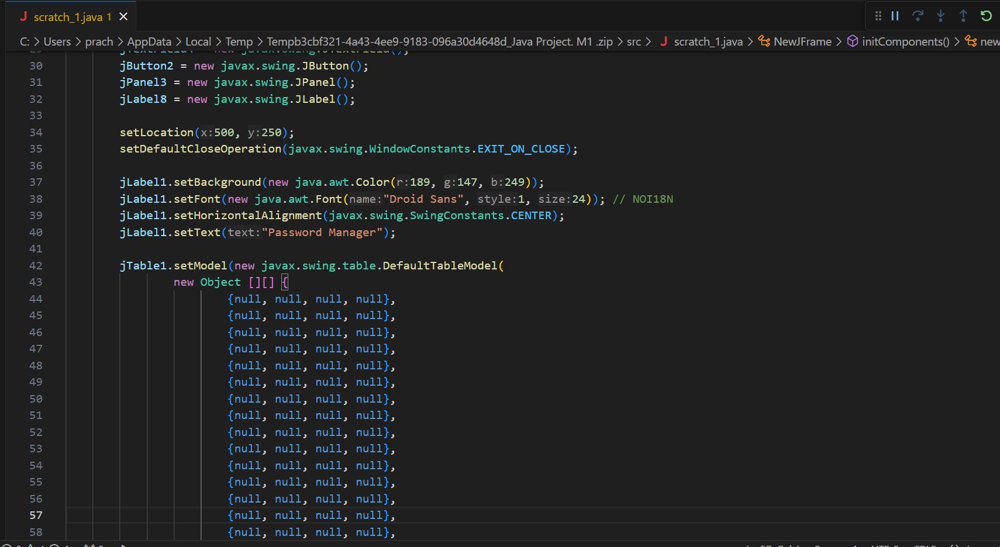 scratch_1.java 1
C: > Users > prach > AppData > Local > Temp > Tempb3cbf321-4a43-4ee9-9183-096a30d4648d_Java Project. M1 .zip > src > J scratch_1.java > NewJFrame > initComponents() > new
30 jButton2 = new javax.swing.JButton();
31 jPanel3 = new javax.swing.JPanel();
32 jLabel8 = new javax.swing.JLabel();
33
34 setLocation(x:500, y:250);
35 setDefaultCloseOperation(javax.swing.WindowConstants.EXIT_ON_CLOSE);
36
37 jLabel1.setBackground(new java.awt.Color(r:189, g:147, b:249));
38 jLabel1.setFont(new java.awt.Font(name:"Droid Sans", style:1, size:24)); // NOI18N
39 jLabel1.setHorizontalAlignment(javax.swing.SwingConstants.CENTER);
40 jLabel1.setText(text:"Password Manager");
41
42 jTable1.setModel(new javax.swing.table.DefaultTableModel(
43 new Object [][] {
44 {null, null, null, null},
45 {null, null, null, null},
46 {null, null, null, null},
47 {null, null, null, null},
48 {null, null, null, null},
49 {null, null, null, null},
50 {null, null, null, null},
51 {null, null, null, null},
52 {null, null, null, null},
53 {null, null, null, null},
54 {null, null, null, null},
55 {null, null, null, null},
56 {null, null, null, null},
57 {null, null, null, null},
58 {null, null, null, null},